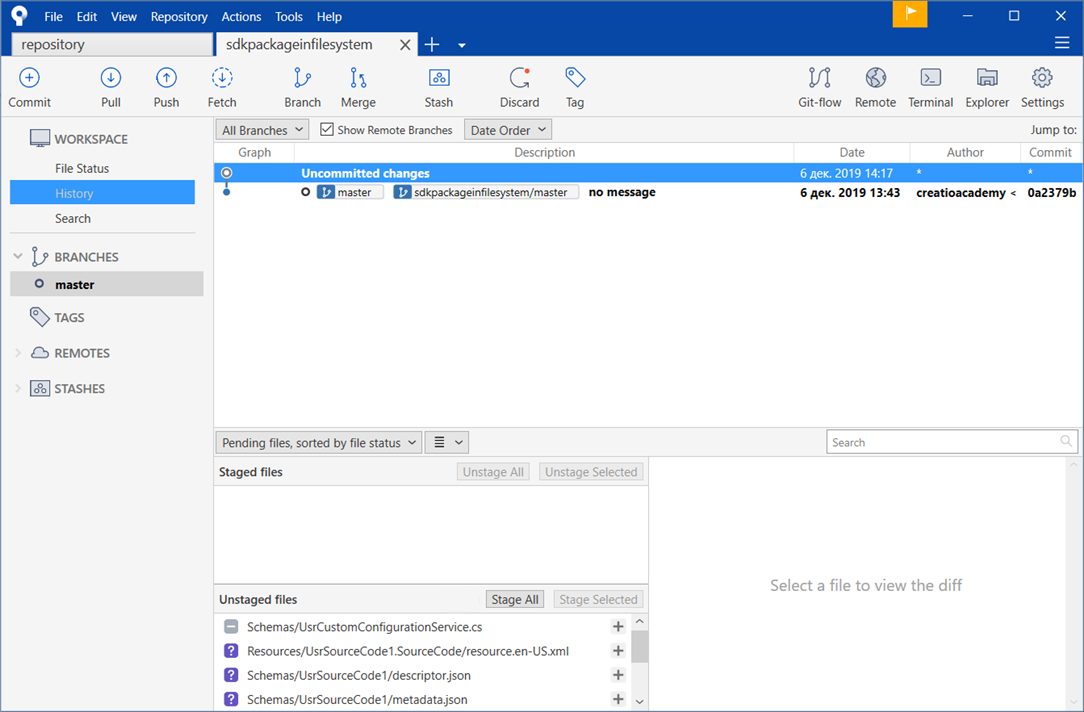 File Edit View Repository Actions Tools Help
repository sdkpackageinfilesystem
Commit Pull Push Fetch Branch Merge Stash Discard Tag Git-flow Remote Terminal Explorer Settings
WORKSPACE
File Status
History
Search
BRANCHES
master
TAGS
REMOTES
STASHES
All Branches Show Remote Branches Date Order Jump to:
Graph Description Date Author Commit
Uncommitted changes 6 дек. 2019 14:17 * *
master sdkpackageinfilesystem/master no message 6 дек. 2019 13:43 creatioacademy < 0a2379b
Pending files, sorted by file status Search
Staged files Unstage All Unstage Selected
Unstaged files Stage All Stage Selected
Schemas/UsrCustomConfigurationService.cs
Resources/UsrSourceCode1.SourceCode/resource.en-US.xml
Schemas/UsrSourceCode1/descriptor.json
Schemas/UsrSourceCode1/metadata.json
Select a file to view the diff